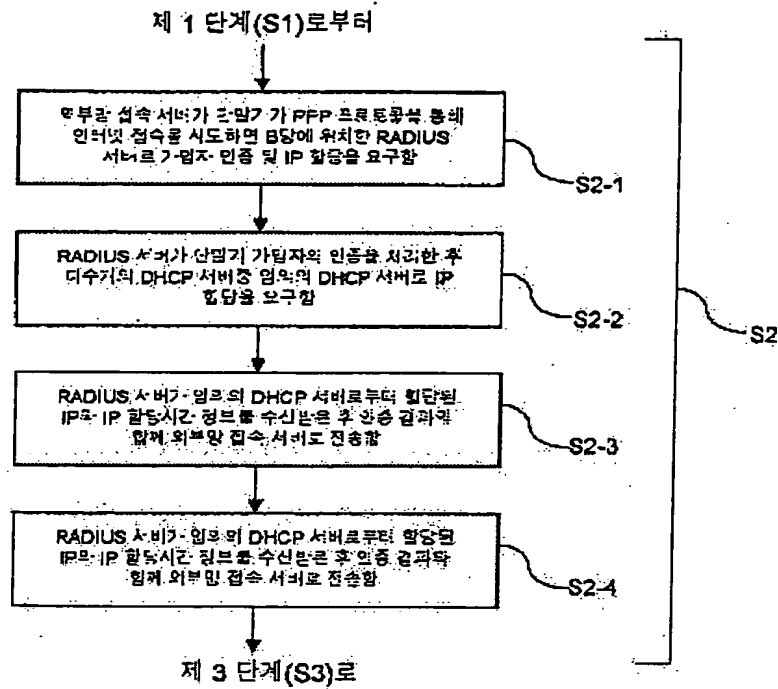 제 1 단계(S1)로부터
외부망 접속 서버가 단말기가 PPP 프로토콜을 통해
인터넷 접속을 시도하면 B망에 위치한 RADIUS
서버로 가입자 인증 및 IP 할당을 요구함
S2-1
RADIUS 서버가 단말기 가입자의 인증을 처리한 후
다수개의 DHCP 서버중 임의의 DHCP 서버로 IP
할당을 요구함
S2-2
S2
RADIUS 서버가 임의의 DHCP 서버로부터 할당된
IP와 IP 할당시간 정보를 수신받은 후 인증 결과와
함께 외부망 접속 서버로 전송함
S2-3
RADIUS 서버가 임의의 DHCP 서버로부터 할당된
IP와 IP 할당시간 정보를 수신받은 후 인증 결과와
함께 외부망 접속 서버로 전송함
S2-4
제 3 단계(S3)로